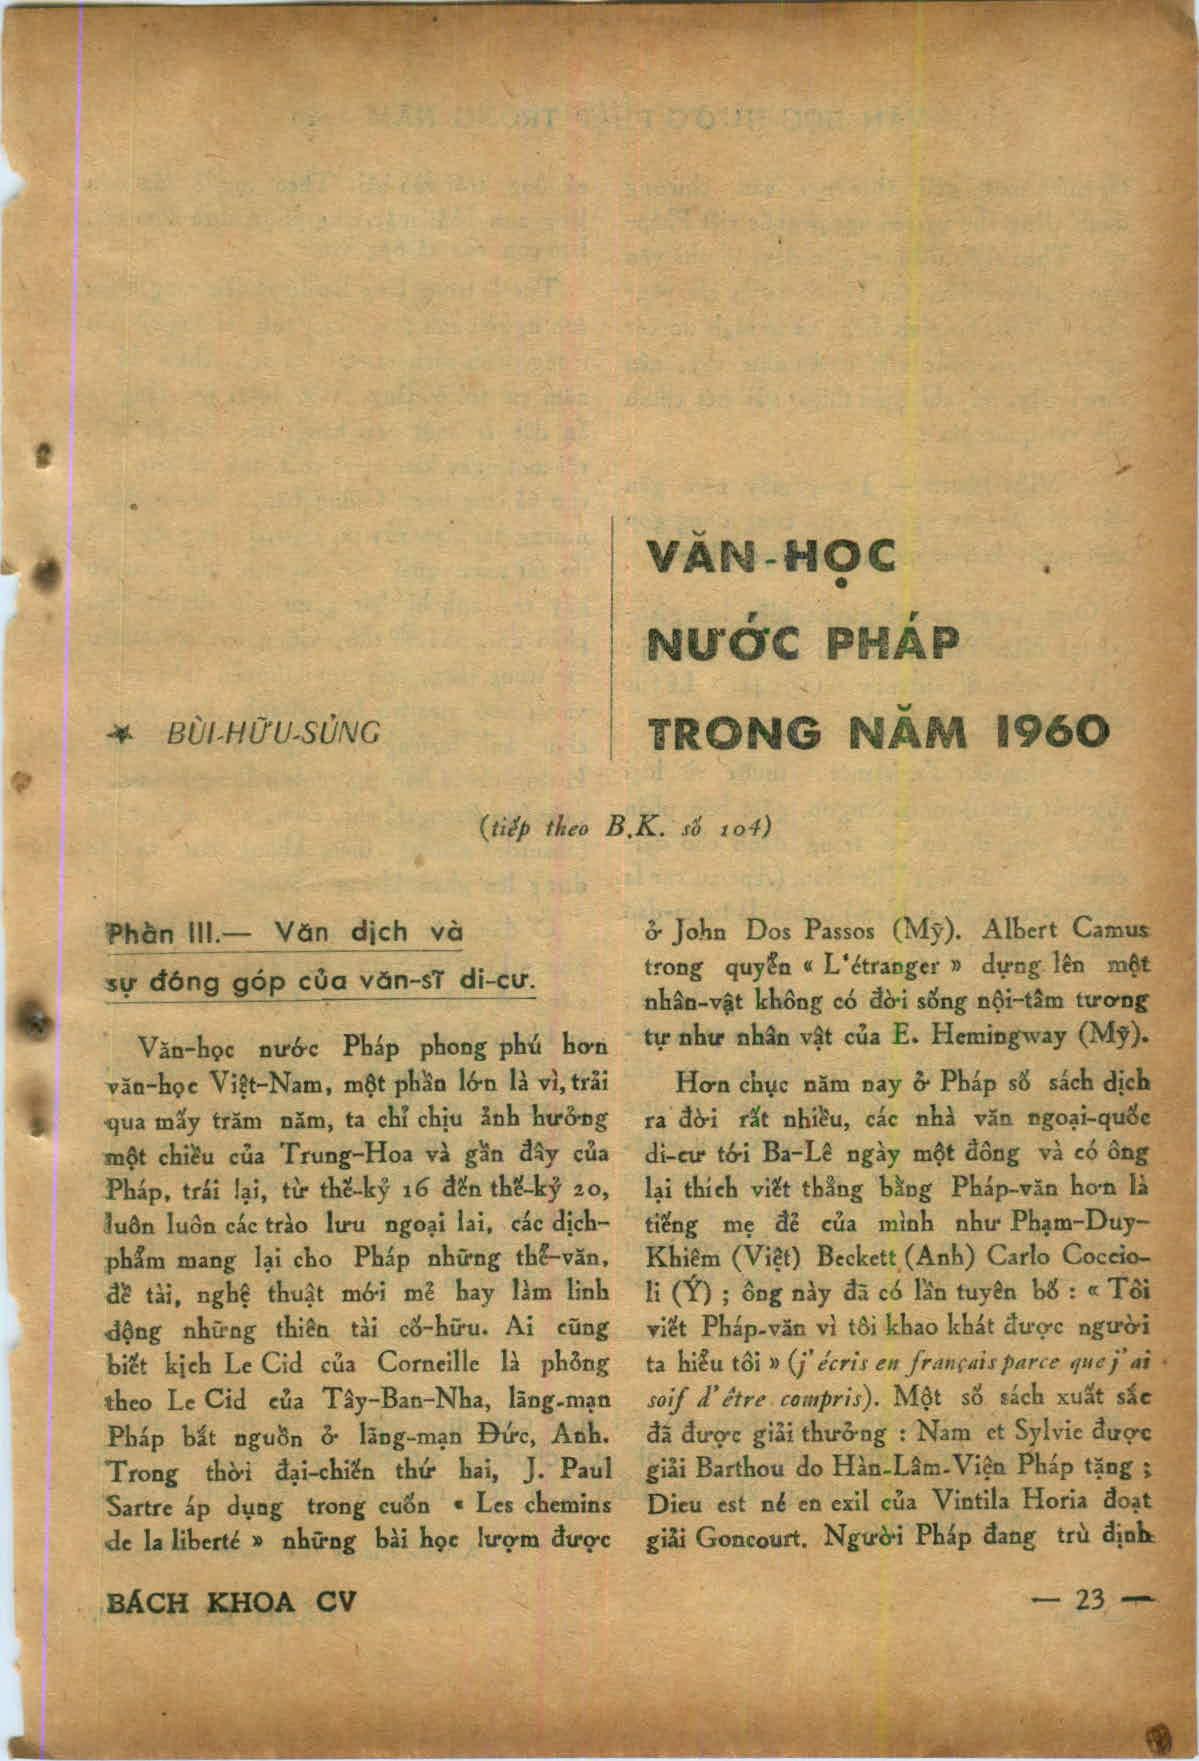 VĂN-HỌC
NƯỚC PHÁP
TRONG NĂM 1960
★ BÙI-HỮU-SỦNG
(tiếp theo B.K. số 104)
Phần III.— Văn dịch và
sự đóng góp của văn-sĩ di-cư.
Văn-học nước Pháp phong phú hơn
văn-học Việt-Nam, một phần lớn là vì, trải
qua mấy trăm năm, ta chỉ chịu ảnh hưởng
một chiều của Trung-Hoa và gần đây của
Pháp, trái lại, từ thế-kỷ 16 đến thế-kỷ 20,
luôn luôn các trào lưu ngoại lai, các dịch-
phẩm mang lại cho Pháp những thể-văn,
đề tài, nghệ thuật mới mẻ hay làm linh
động những thiên tài cố-hữu. Ai cũng
biết kịch Le Cid của Corneille là phỏng
theo Le Cid của Tây-Ban-Nha, lãng-mạn
Pháp bắt nguồn ở lãng-mạn Đức, Anh.
Trong thời đại-chiến thứ hai, J. Paul
Sartre áp dụng trong cuốn « Les chemins
de la liberté » những bài học lượm được
ở John Dos Passos (Mỹ). Albert Camus
trong quyển « L'étranger » dựng lên một
nhân-vật không có đời sống nội-tâm tương
tự như nhân vật của E. Hemingway (Mỹ).
Hơn chục năm nay ở Pháp số sách dịch
ra đời rất nhiều, các nhà văn ngoại-quốc
di-cư tới Ba-Lê ngày một đông và có ông
lại thích viết thẳng bằng Pháp-văn hơn là
tiếng mẹ đẻ của mình như Phạm-Duy-
Khiêm (Việt) Beckett (Anh) Carlo Coccio-
li (Ý) ; ông này đã có lần tuyên bố : « Tôi
viết Pháp-văn vì tôi khao khát được người
ta hiểu tôi » (j'écris en français parce que j'ai
soif d'être compris). Một số sách xuất sắc
đã được giải thưởng : Nam et Sylvie được
giải Barthou do Hàn-Lâm-Viện Pháp tặng ;
Dieu est né en exil của Vintila Horia đoạt
giải Goncourt. Người Pháp đang trù định
BÁCH KHOA CV
— 23 —